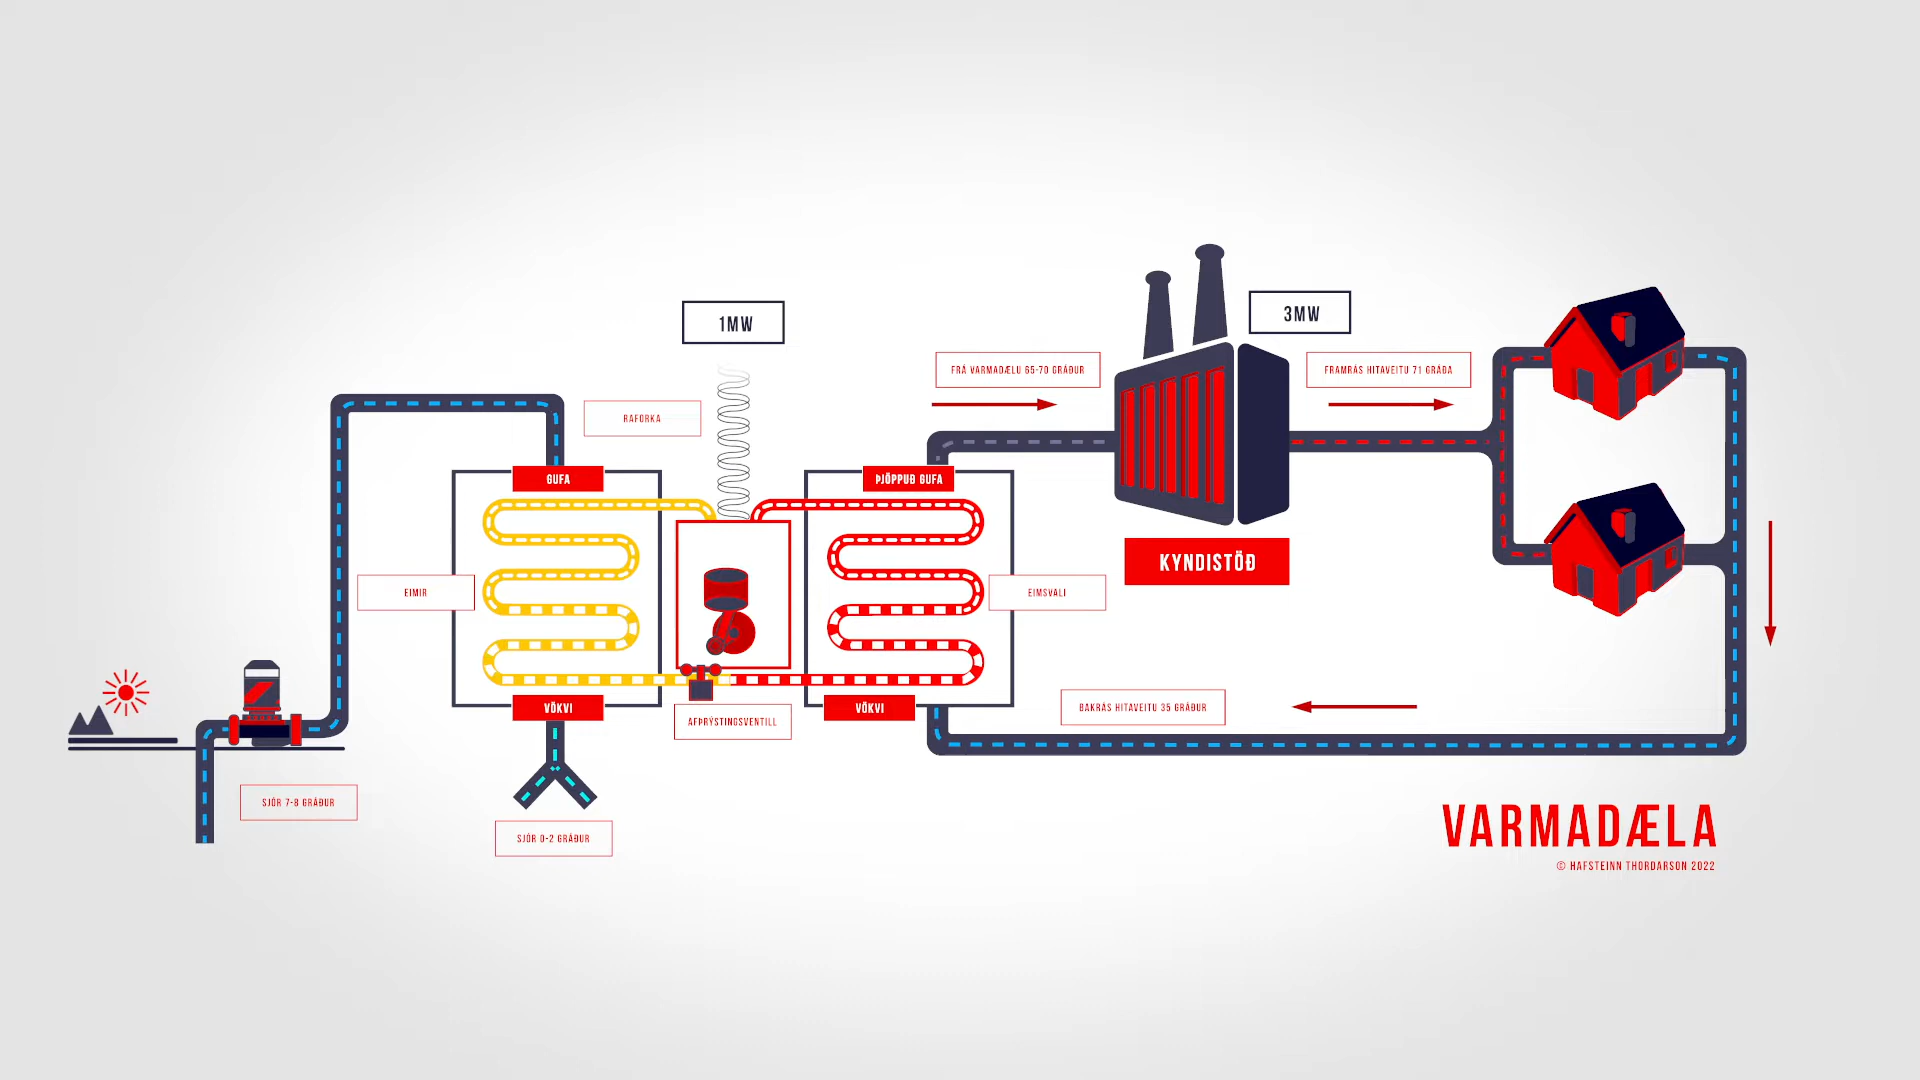 1MW
3MW
FRÁ VARMADÆLU 65-70 GRÁÐUR
FRAMRÁS HITAVEITU 71 GRÁÐA
RAFORKA
GUFA
ÞJÖPPUÐ GUFA
KYNDISTÖÐ
EIMIR
EIMSVALI
VÖKVI
VÖKVI
BAKRÁS HITAVEITU 35 GRÁÐUR
AFÞRÝSTINGSVENTILL
SJÓR 7-8 GRÁÐUR
SJÓR 0-2 GRÁÐUR
VARMADÆLA
© HAFSTEINN THORDARSON 2022